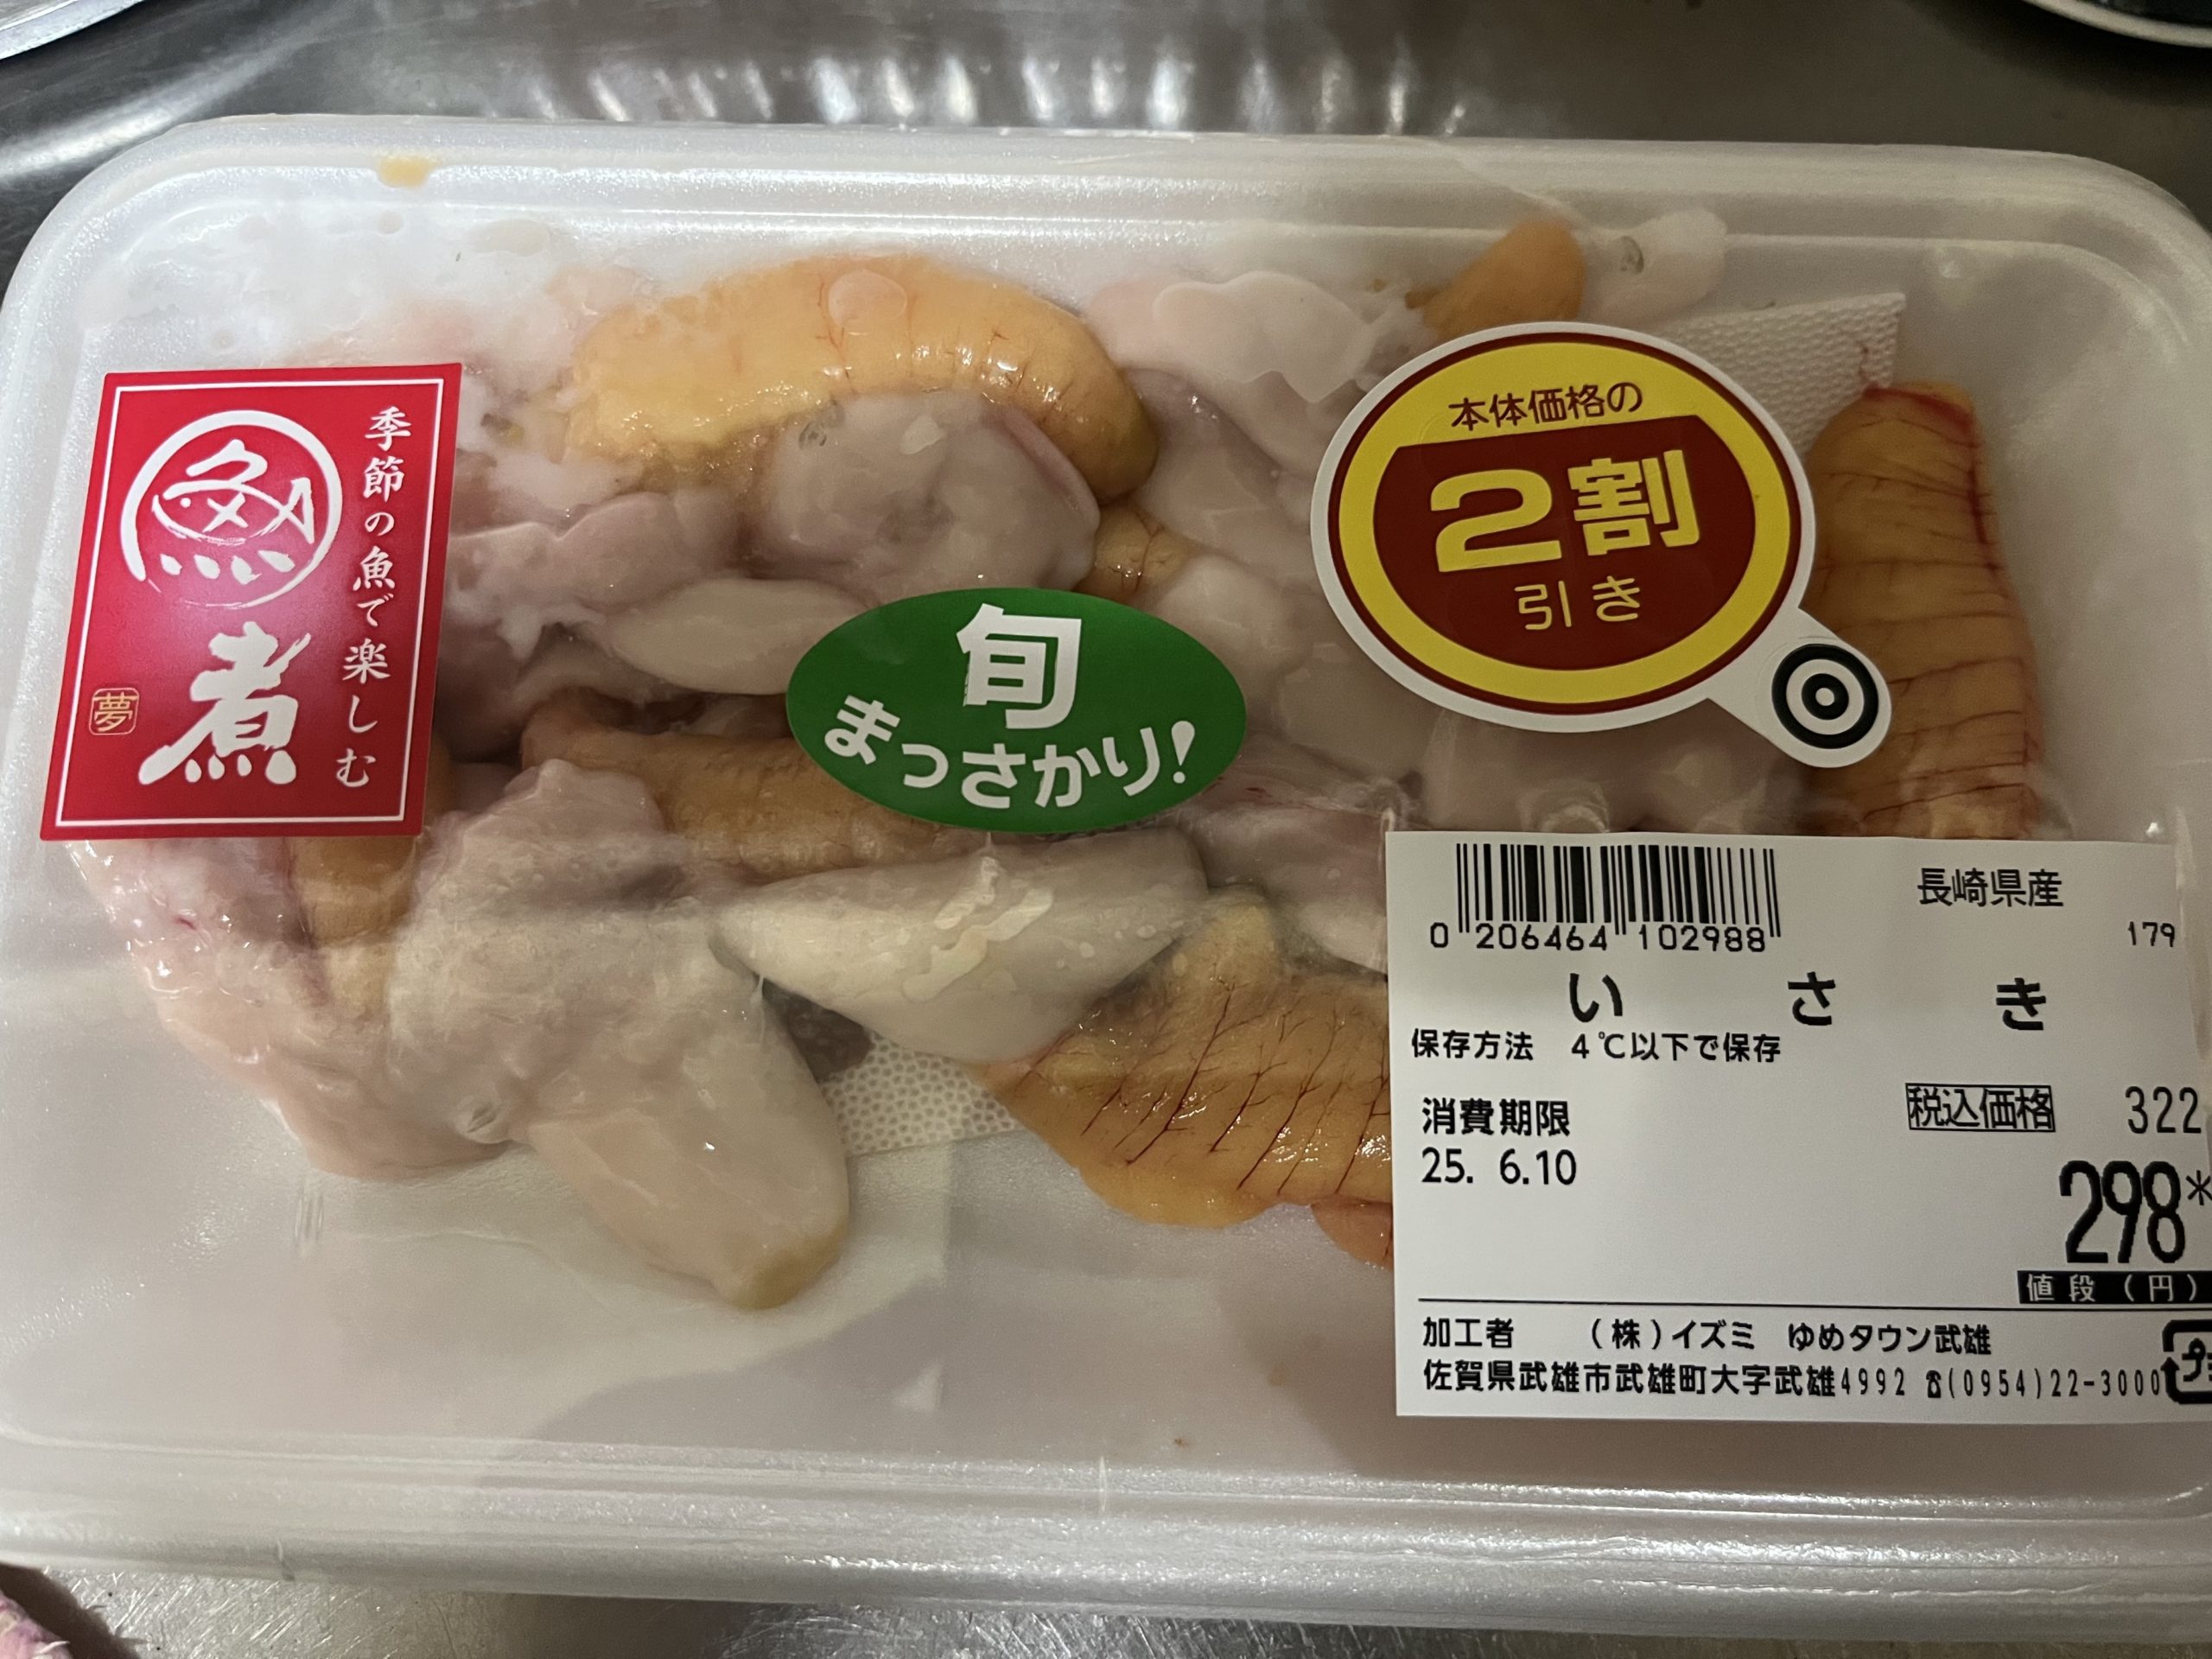 季節の魚で楽しむ
魚
煮
夢
旬
まっさかり!
本体価格の
2割
引き
0 206464 102988
長崎県産
179
いさき
保存方法 4℃以下で保存
消費期限
25. 6.10
税込価格 322
298*
値段(円)
加工者 (株)イズミ ゆめタウン武雄
佐賀県武雄市武雄町大字武雄4992 ☎(0954)22-3000